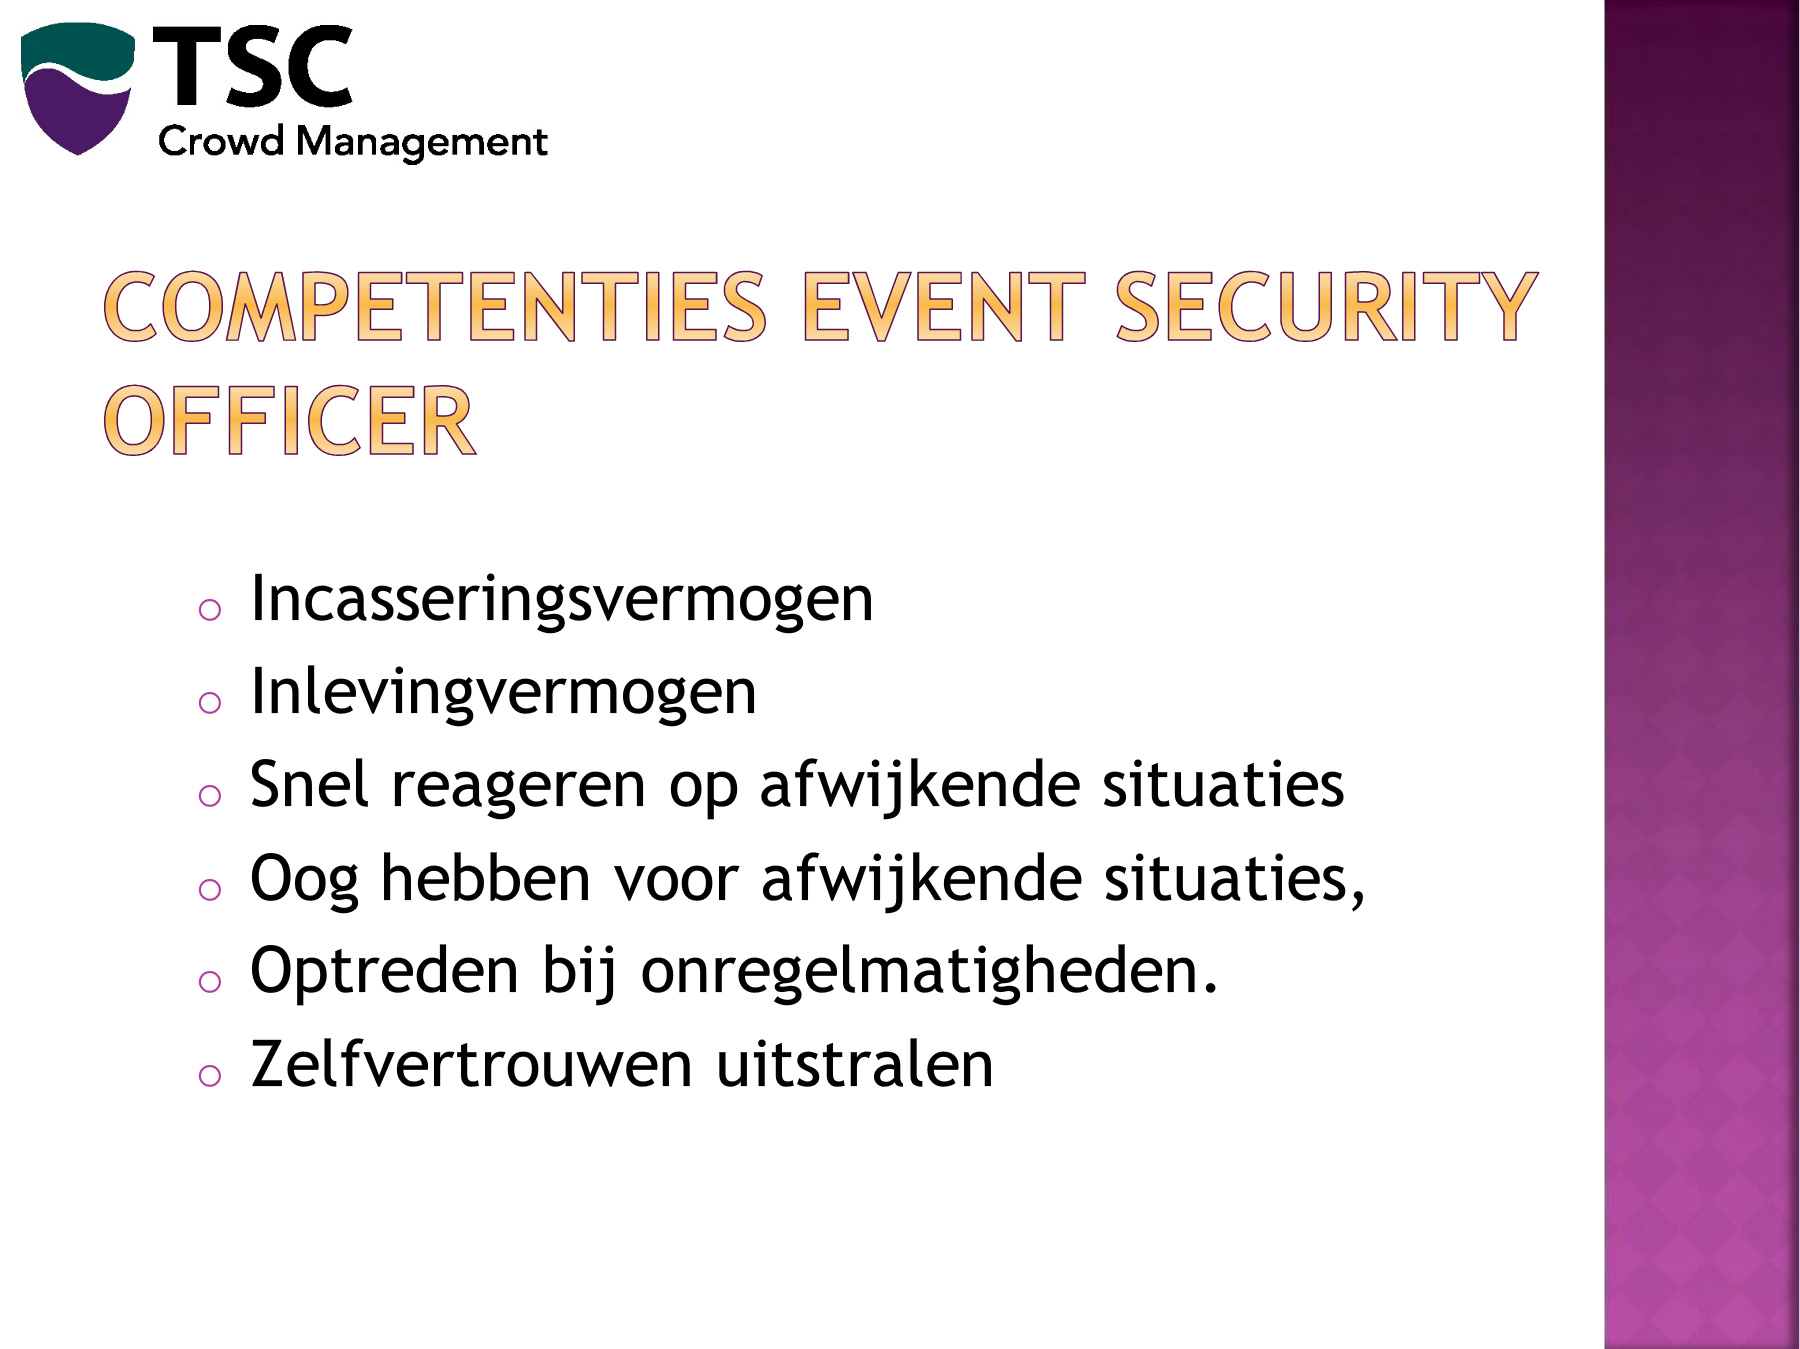 TSC
Crowd Management
COMPETENTIES EVENT SECURITY
OFFICER
Incasseringsvermogen
Inlevingvermogen
Snel reageren op afwijkende situaties
Oog hebben voor afwijkende situaties,
Optreden bij onregelmatigheden.
Zelfvertrouwen uitstralen